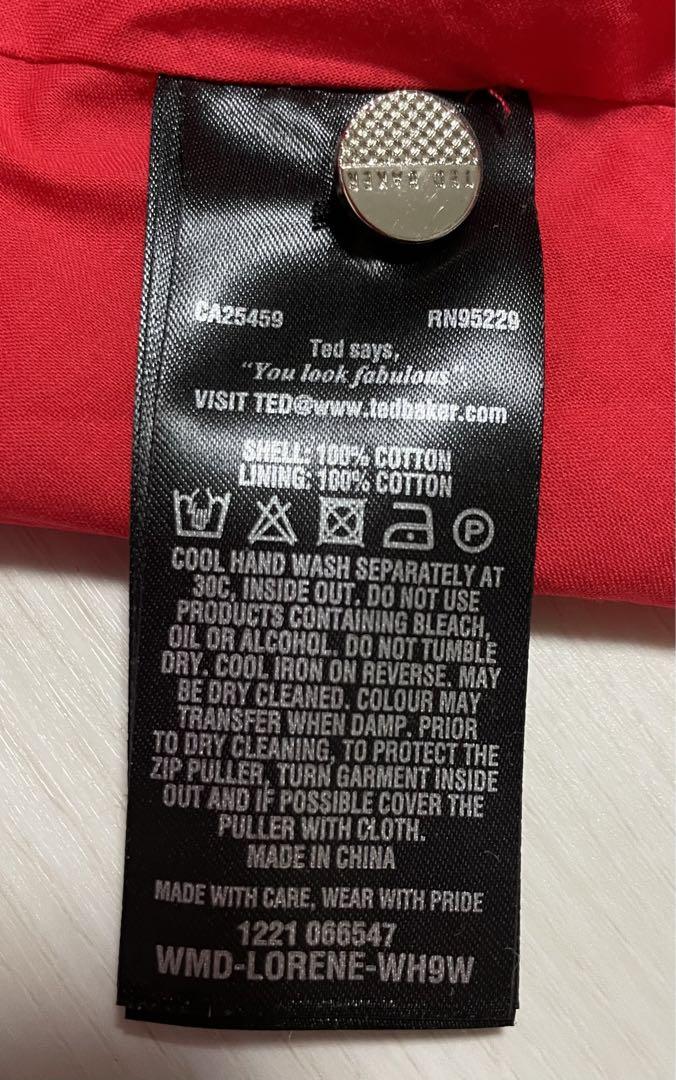 TED BAKER
CA25459 RN95229
Ted says,
"You look fabulous".
VISIT TED@www.tedbaker.com
SHELL: 100% COTTON
LINING: 100% COTTON
P
COOL HAND WASH SEPARATELY AT
30C, INSIDE OUT. DO NOT USE
PRODUCTS CONTAINING BLEACH,
OIL OR ALCOHOL. DO NOT TUMBLE
DRY. COOL IRON ON REVERSE. MAY
BE DRY CLEANED. COLOUR MAY
TRANSFER WHEN DAMP. PRIOR
TO DRY CLEANING, TO PROTECT THE
ZIP PULLER, TURN GARMENT INSIDE
OUT AND IF POSSIBLE COVER THE
PULLER WITH CLOTH.
MADE IN CHINA
MADE WITH CARE, WEAR WITH PRIDE
1221 066547
WMD-LORENE-WH9W